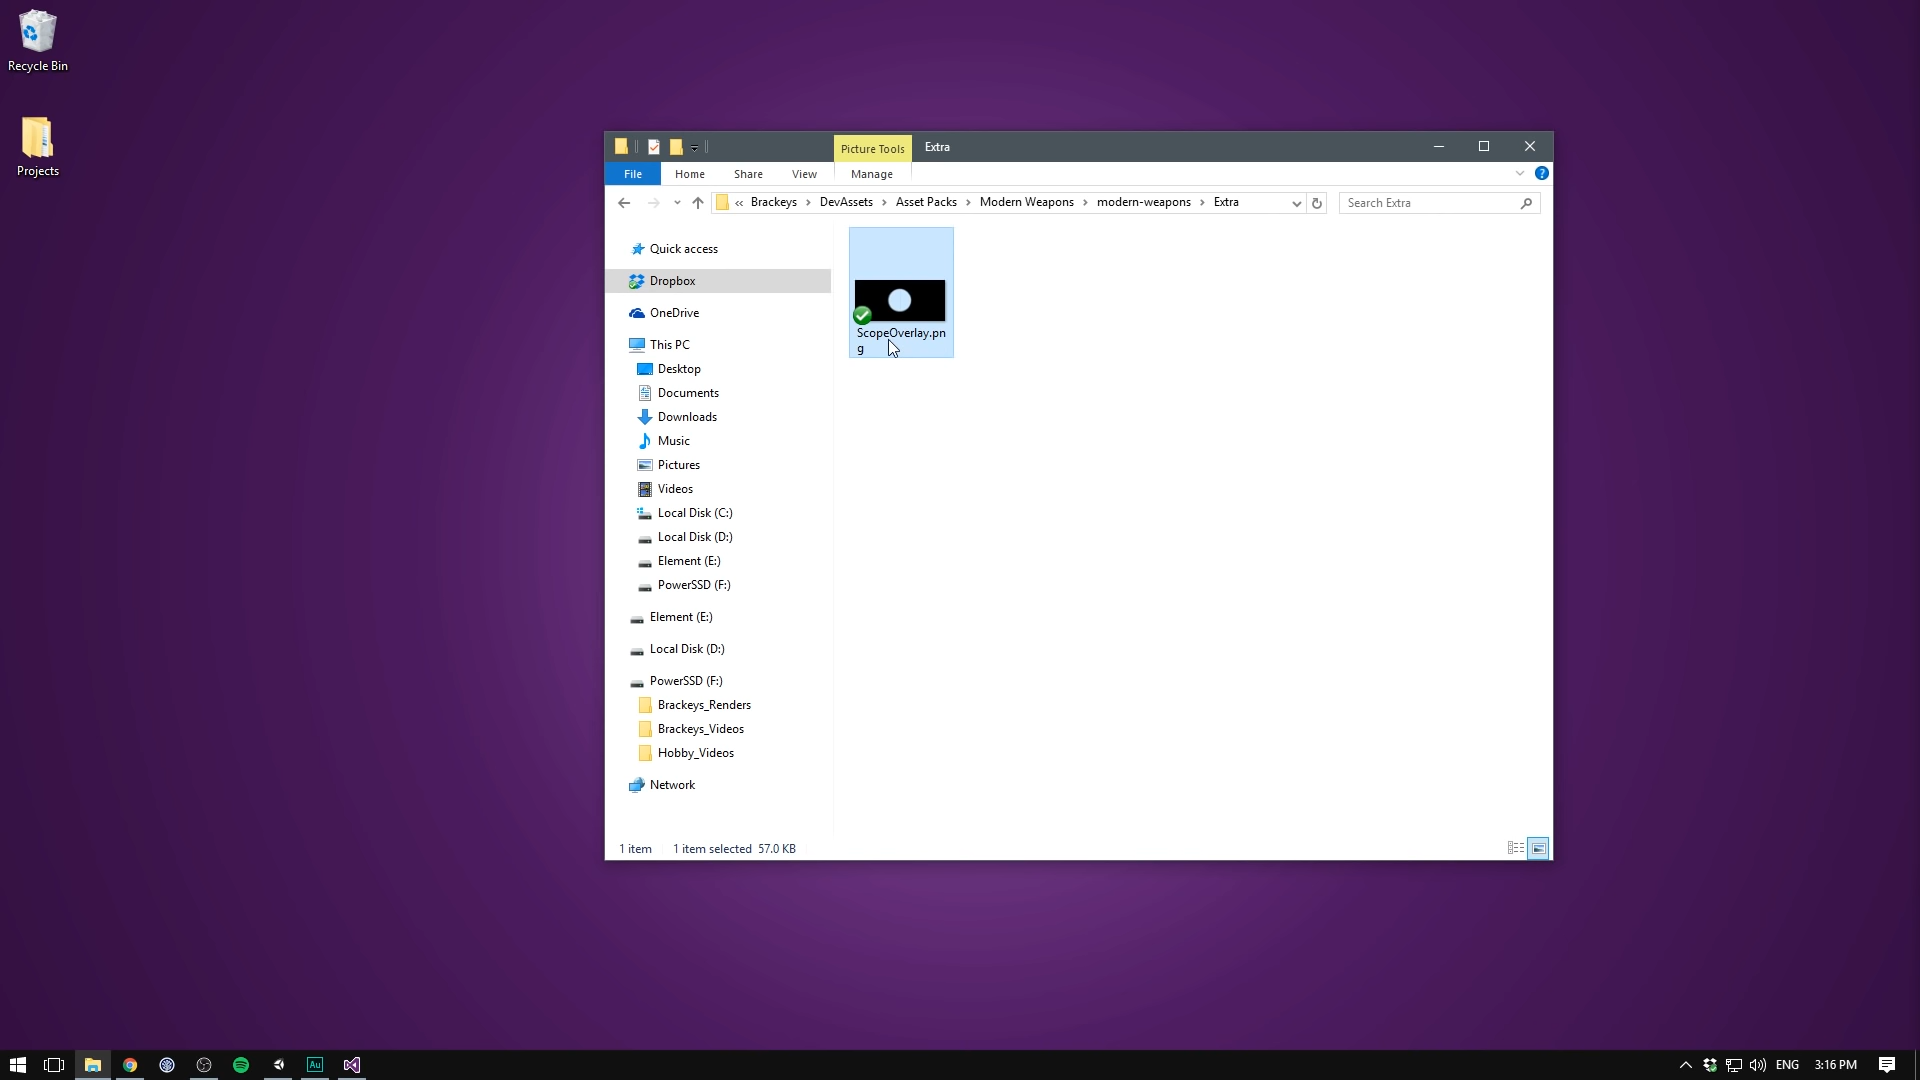 Recycle Bin
Projects
Picture Tools
Extra
File
Home
Share
View
Manage
?
« Brackeys > DevAssets > Asset Packs > Modern Weapons > modern-weapons > Extra
Search Extra
Quick access
Dropbox
OneDrive
This PC
Desktop
Documents
Downloads
Music
Pictures
Videos
Local Disk (C:)
Local Disk (D:)
Element (E:)
PowerSSD (F:)
Element (E:)
Local Disk (D:)
PowerSSD (F:)
Brackeys_Renders
Brackeys_Videos
Hobby_Videos
Network
ScopeOverlay.pn
g
1 item
1 item selected 57.0 KB
Au
ENG
3:16 PM